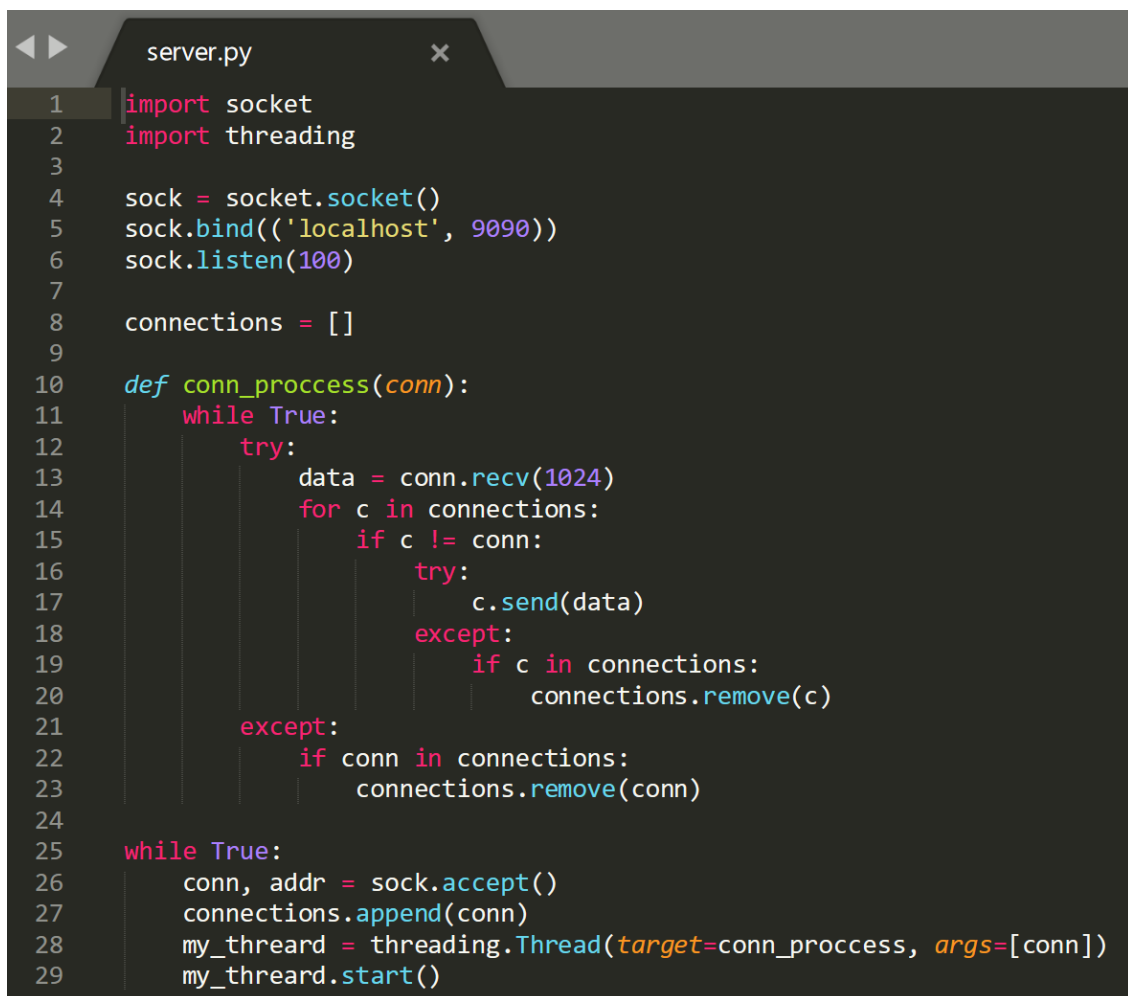 server.py ×
1 import socket
2 import threading
3
4 sock = socket.socket()
5 sock.bind(('localhost', 9090))
6 sock.listen(100)
7
8 connections = []
9
10 def conn_proccess(conn):
11     while True:
12         try:
13             data = conn.recv(1024)
14             for c in connections:
15                 if c != conn:
16                     try:
17                         c.send(data)
18                     except:
19                         if c in connections:
20                             connections.remove(c)
21         except:
22             if conn in connections:
23                 connections.remove(conn)
24
25 while True:
26     conn, addr = sock.accept()
27     connections.append(conn)
28     my_threard = threading.Thread(target=conn_proccess, args=[conn])
29     my_threard.start()